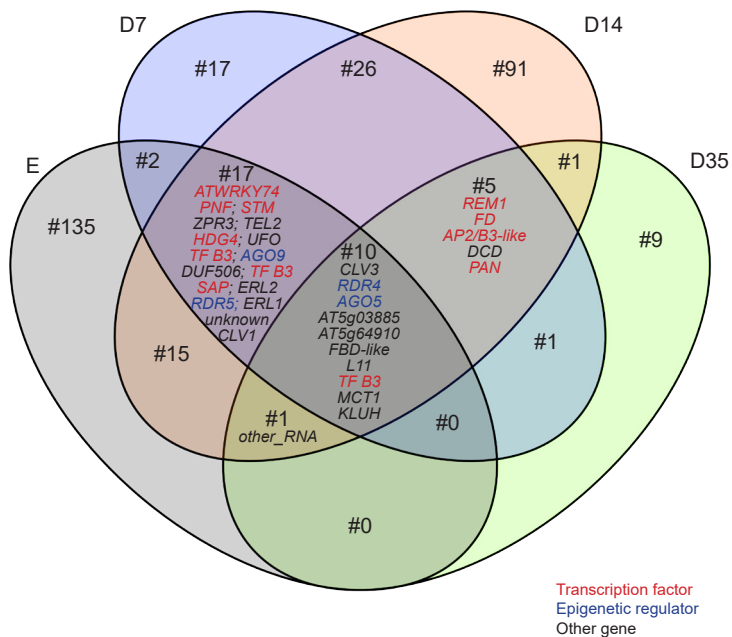 D7
D14
#17
#26
#91
E
#2
#17
#5
#1
D35
ATWRKY74
PNF; STM
ZPR3; TEL2
HDG4; UFO
TF B3; AGO9
DUF506; TF B3
SAP; ERL2
RDR5; ERL1
unknown
CLV1
REM1
FD
AP2/B3-like
DCD
PAN
#135
#9
#10
CLV3
RDR4
AGO5
AT5g03885
AT5g64910
FBD-like
L11
TF B3
MCT1
KLUH
#15
#1
#1
other_RNA
#0
#0
Transcription factor
Epigenetic regulator
Other gene